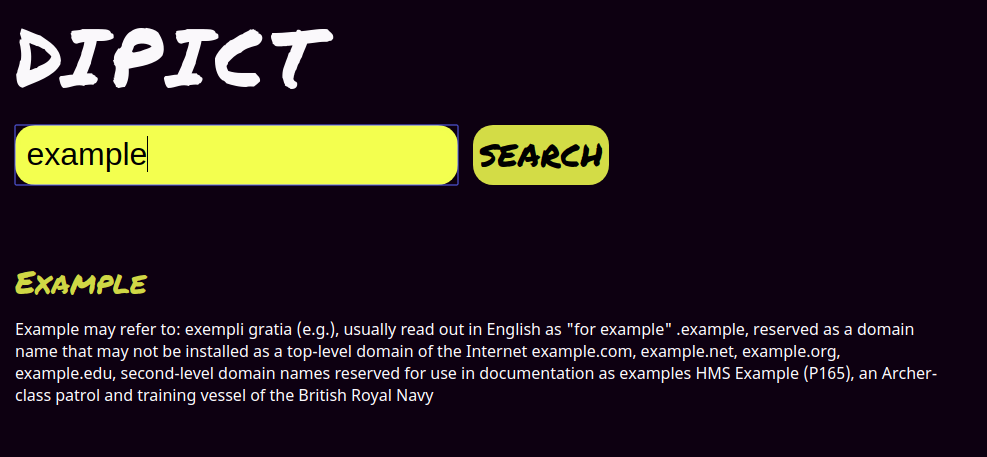 DIPICT
example
SEARCH
Example
Example may refer to: exempli gratia (e.g.), usually read out in English as "for example" .example, reserved as a domain
name that may not be installed as a top-level domain of the Internet example.com, example.net, example.org,
example.edu, second-level domain names reserved for use in documentation as examples HMS Example (P165), an Archer-
class patrol and training vessel of the British Royal Navy